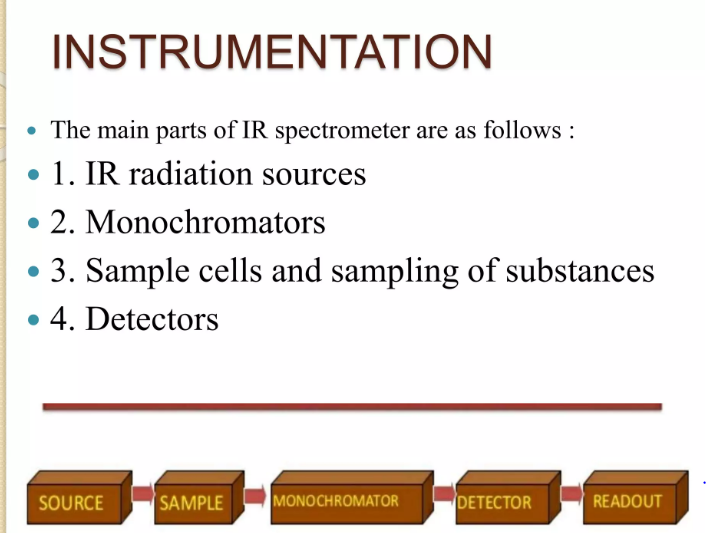 INSTRUMENTATION
The main parts of IR spectrometer are as follows :
1. IR radiation sources
2. Monochromators
3. Sample cells and sampling of substances
4. Detectors
SOURCE SAMPLE MONOCHROMATOR DETECTOR READOUT
.